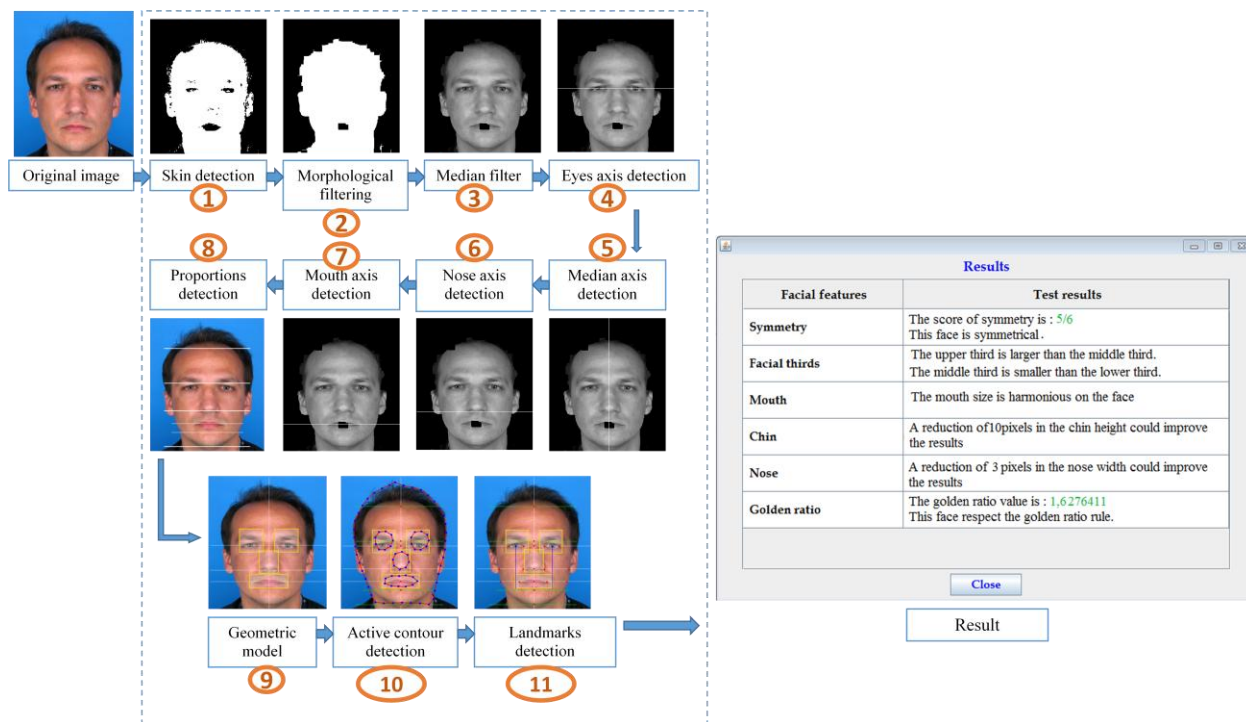 Original image
Skin detection
1
Morphological
filtering
2
Median filter
3
Eyes axis detection
4
8
7
6
5
Proportions
detection
Mouth axis
detection
Nose axis
detection
Median axis
detection
Geometric
model
9
Active contour
detection
10
Landmarks
detection
11
Results
Facial features
Test results
Symmetry
The score of symmetry is : 5/6
This face is symmetrical .
Facial thirds
The upper third is larger than the middle third.
The middle third is smaller than the lower third.
Mouth
The mouth size is harmonious on the face
Chin
A reduction of10pixels in the chin height could improve
the results
Nose
A reduction of 3 pixels in the nose width could improve
the results
Golden ratio
The golden ratio value is : 1,6276411
This face respect the golden ratio rule.
Close
Result